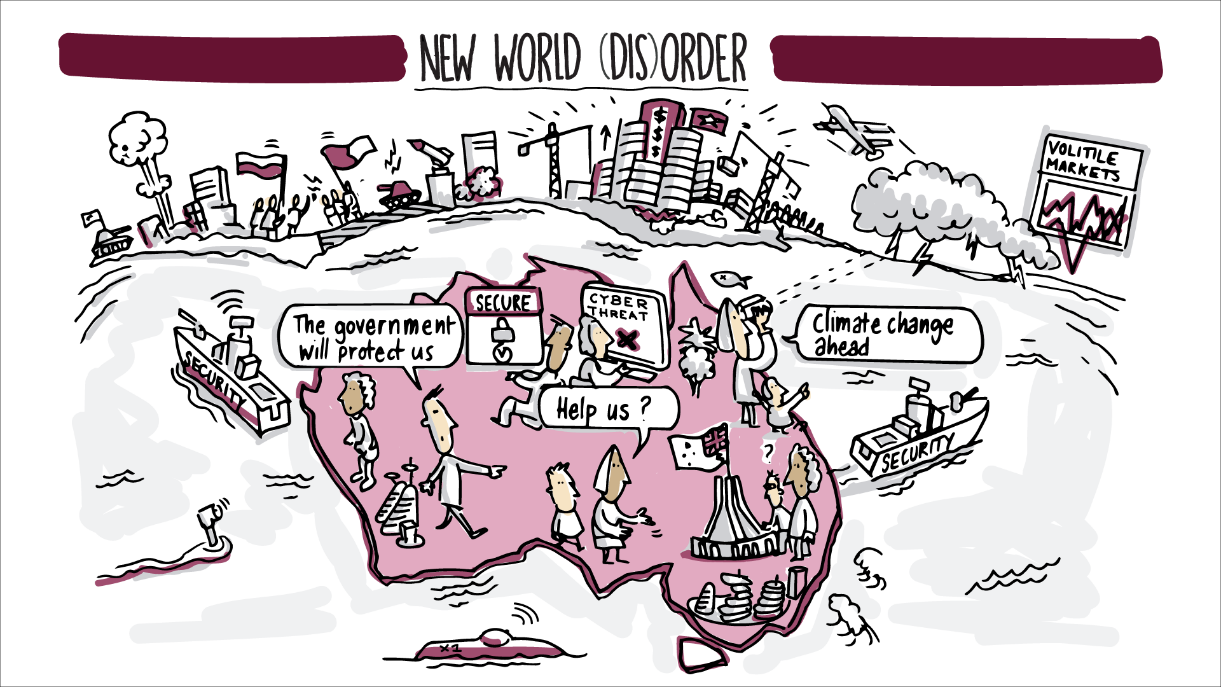 NEW WORLD (DIS)ORDER
$
$
$
$
VOLITILE
MARKETS
SECURE
CYBER
THREAT
The government
will protect us
Climate change
ahead
SECURITY
Help us ?
SECURITY
?
X1